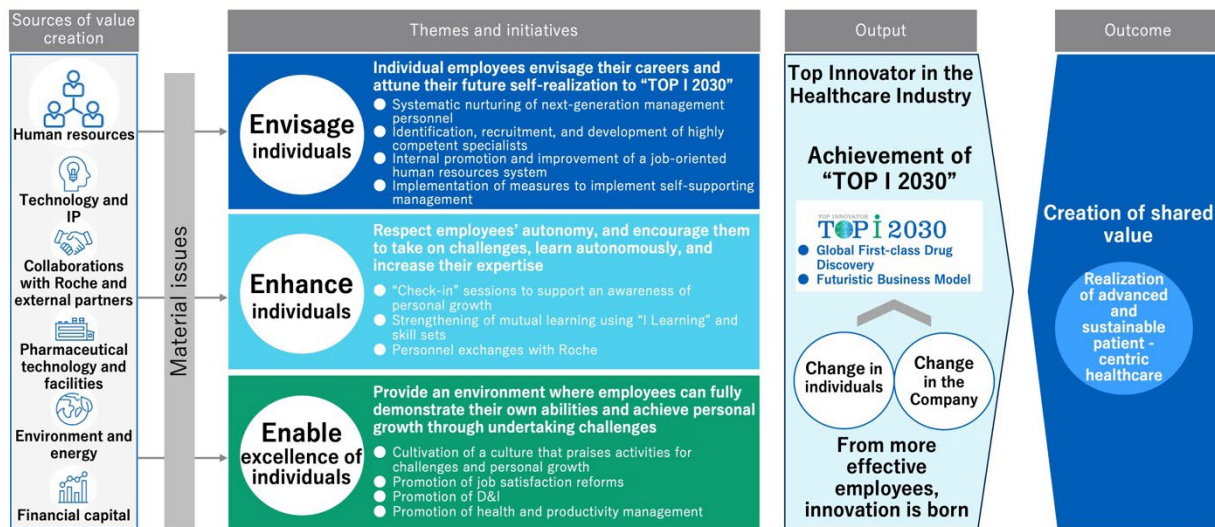 Sources of value
creation
Human resources
Technology and
IP
Collaborations
with Roche and
external partners
Pharmaceutical
technology and
facilities
Environment and
energy
Financial capital
Material issues
Themes and initiatives
Envisage
individuals
Individual employees envisage their careers and
attune their future self-realization to “TOP I 2030”
● Systematic nurturing of next-generation management
personnel
● Identification, recruitment, and development of highly
competent specialists
● Internal promotion and improvement of a job-oriented
human resources system
● Implementation of measures to implement self-supporting
management
Enhance
individuals
Respect employees’ autonomy, and encourage them
to take on challenges, learn autonomously, and
increase their expertise
● “Check-in” sessions to support an awareness of
personal growth
● Strengthening of mutual learning using “I Learning” and
skill sets
● Personnel exchanges with Roche
Enable
excellence of
individuals
Provide an environment where employees can fully
demonstrate their own abilities and achieve personal
growth through undertaking challenges
● Cultivation of a culture that praises activities for
challenges and personal growth
● Promotion of job satisfaction reforms
● Promotion of D&I
● Promotion of health and productivity management
Output
Top Innovator in the
Healthcare Industry
Achievement of
“TOP I 2030”
TOP INNOVATOR
TOP i 2030
● Global First-class Drug
Discovery
● Futuristic Business Model
Change in
individuals
Change
in the
Company
From more
effective
employees,
innovation is born
Outcome
Creation of shared
value
Realization
of advanced
and
sustainable
patient -
centric
healthcare